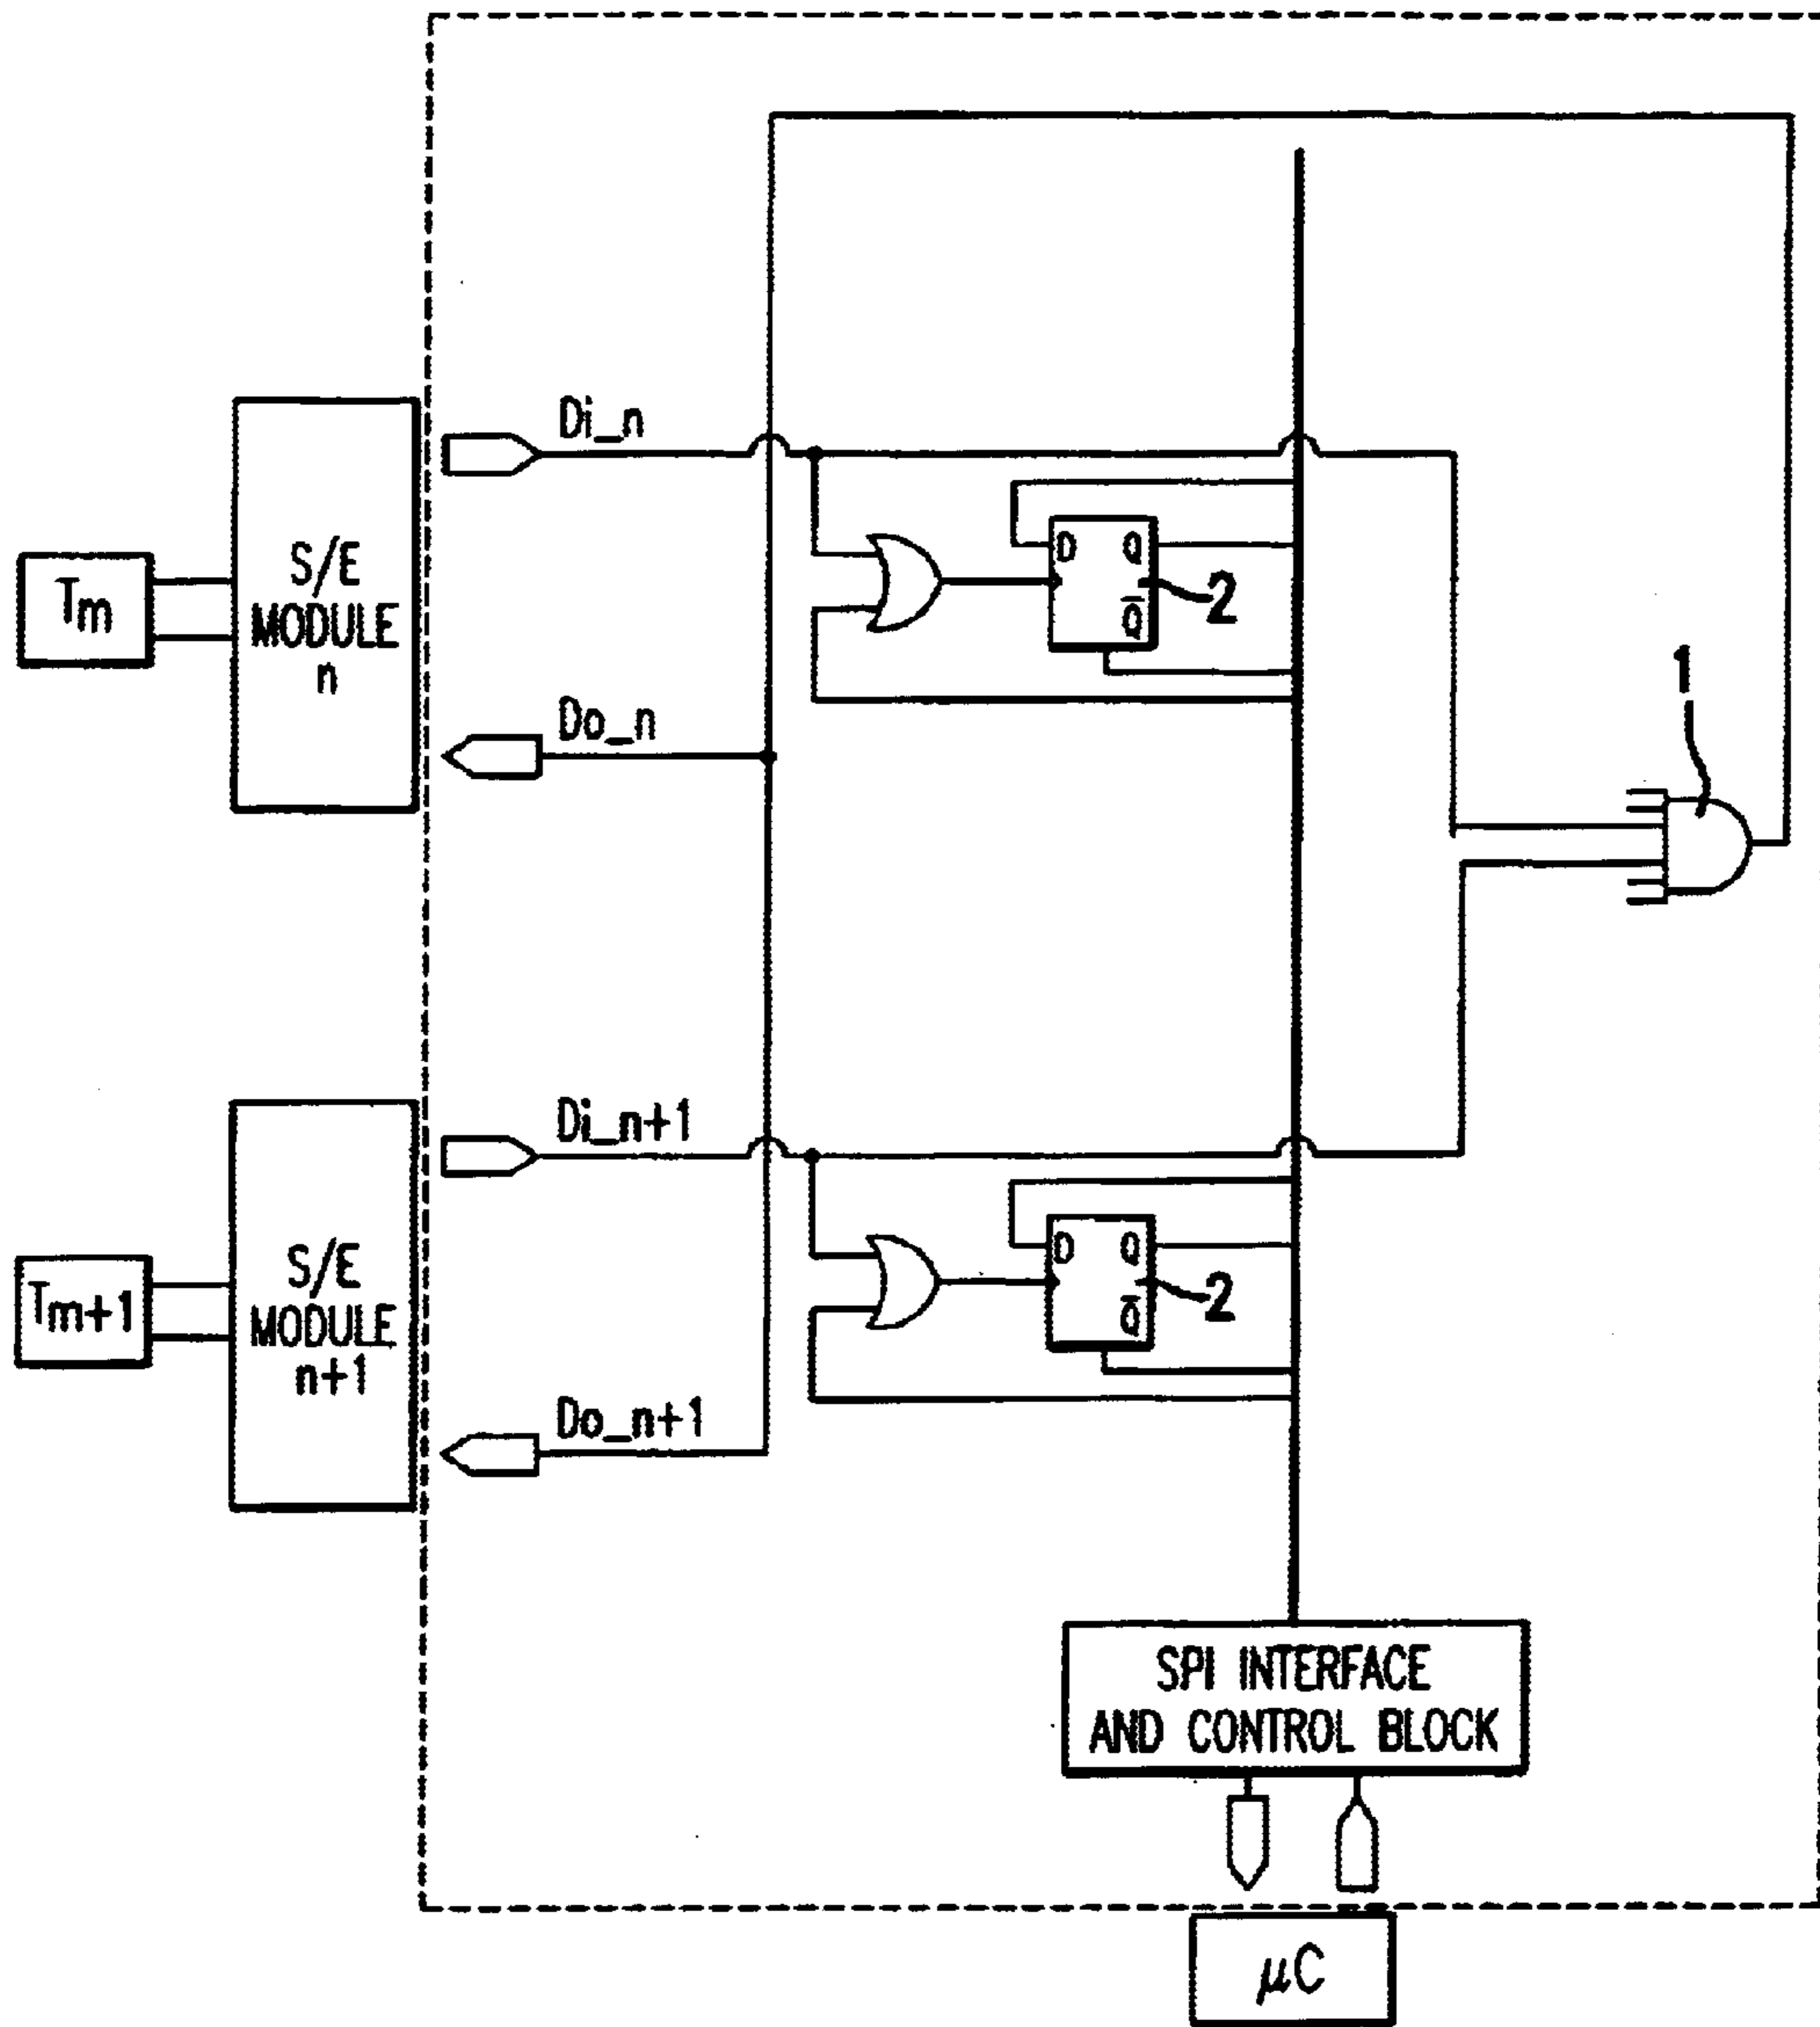 Di_n
S/E
MODULE
n
Tm
D Q
Q̅
2
Do_n
1
Di_n+1
S/E
MODULE
n+1
Tm+1
D Q
Q̅
2
Do_n+1
SPI INTERFACE
AND CONTROL BLOCK
μC